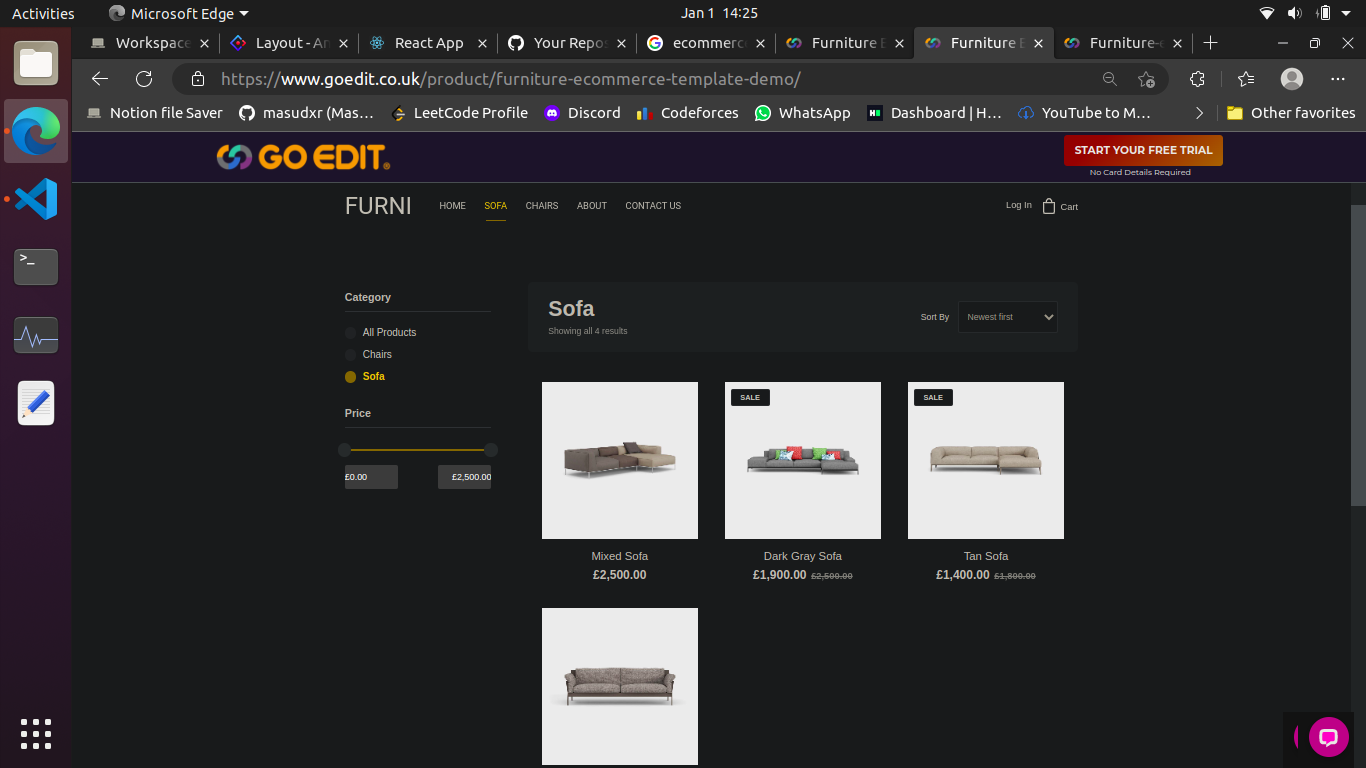 Activities
Microsoft Edge
Jan 1 14:25
Workspace
Layout - An
React App
Your Repos
ecommerce
Furniture E
Furniture E
Furniture-e
https://www.goedit.co.uk/product/furniture-ecommerce-template-demo/
Notion file Saver
masudxr (Mas...
LeetCode Profile
Discord
Codeforces
WhatsApp
Dashboard | H...
YouTube to M...
Other favorites
GO EDIT®
START YOUR FREE TRIAL
No Card Details Required
FURNI
HOME
SOFA
CHAIRS
ABOUT
CONTACT US
Log In
Cart
Category
All Products
Chairs
Sofa
Price
£0.00
£2,500.00
Sofa
Showing all 4 results
Sort By
Newest first
SALE
SALE
Mixed Sofa
£2,500.00
Dark Gray Sofa
£1,900.00 £2,500.00
Tan Sofa
£1,400.00 £1,800.00